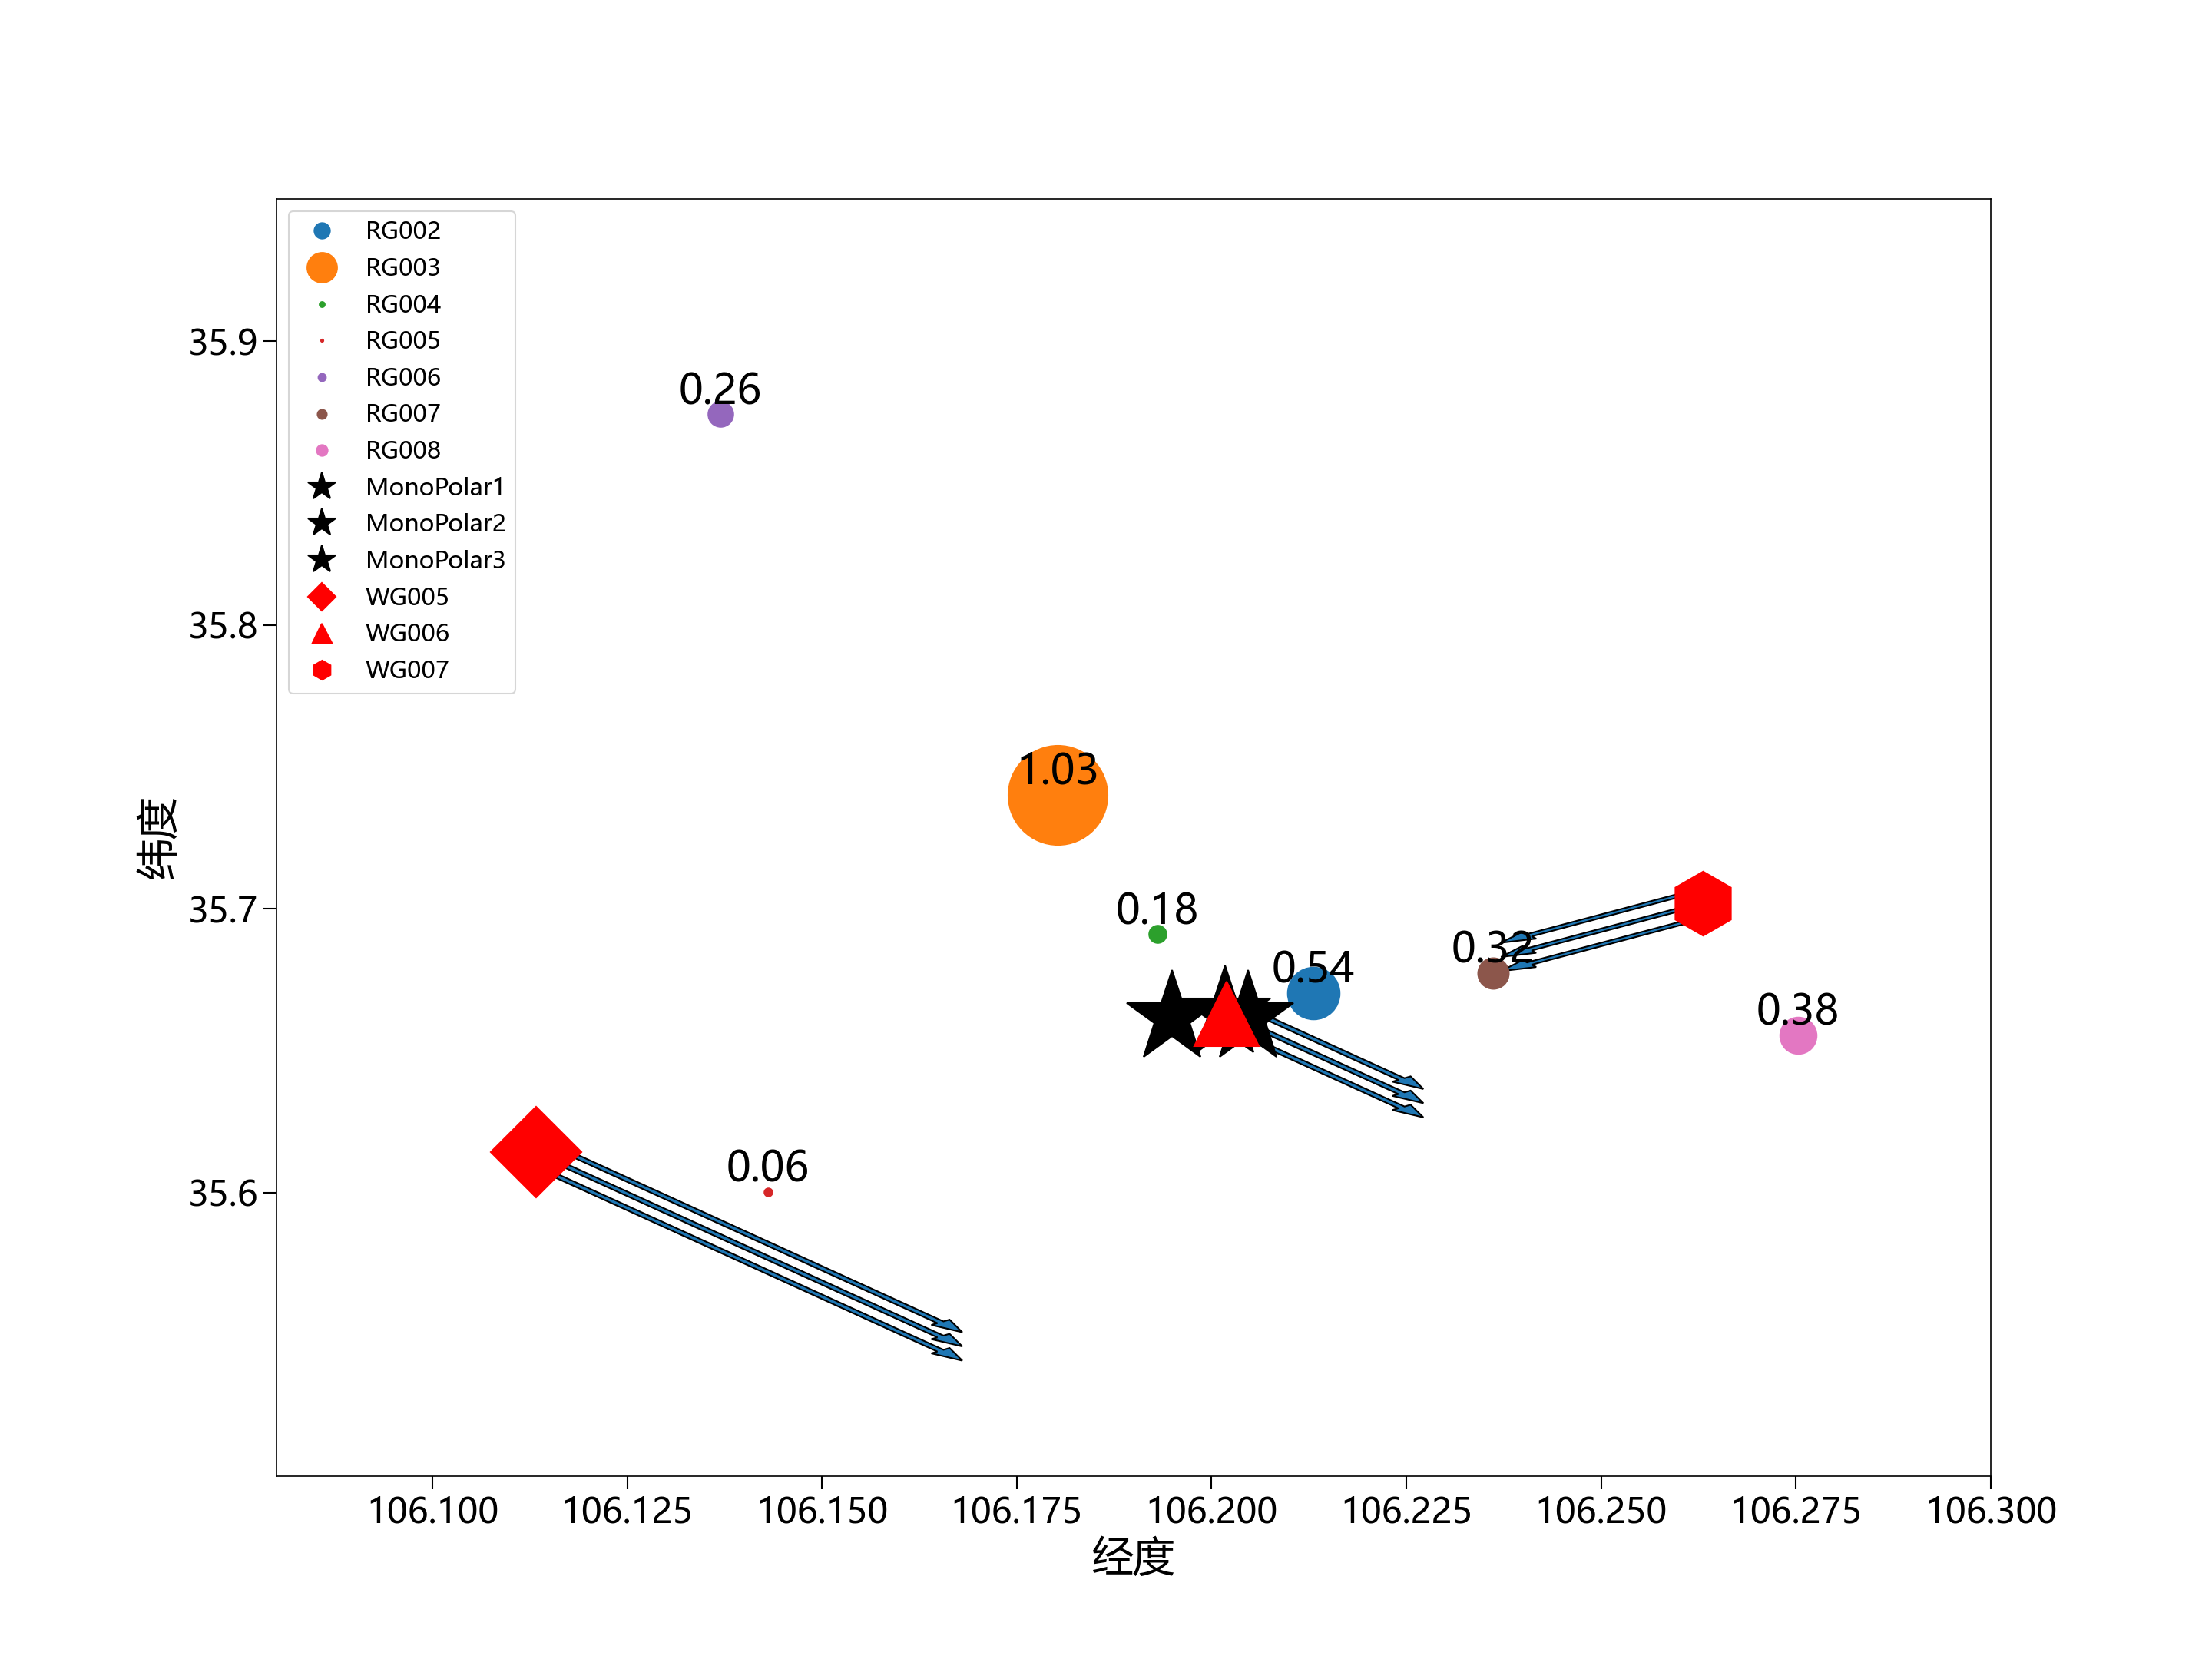 RG002
RG003
RG004
RG005
RG006
RG007
RG008
MonoPolar1
MonoPolar2
MonoPolar3
WG005
WG006
WG007
35.9
35.8
35.7
35.6
纬度
0.26
1.03
0.18
0.32
0.54
0.38
0.06
106.100
106.125
106.150
106.175
106.200
106.225
106.250
106.275
106.300
经度